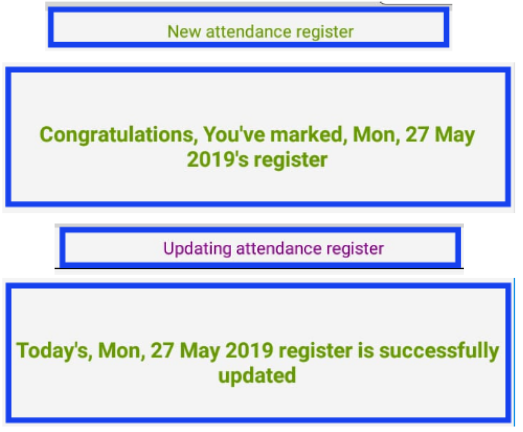 New attendance register
Congratulations, You've marked, Mon, 27 May
2019's register
Updating attendance register
Today's, Mon, 27 May 2019 register is successfully
updated